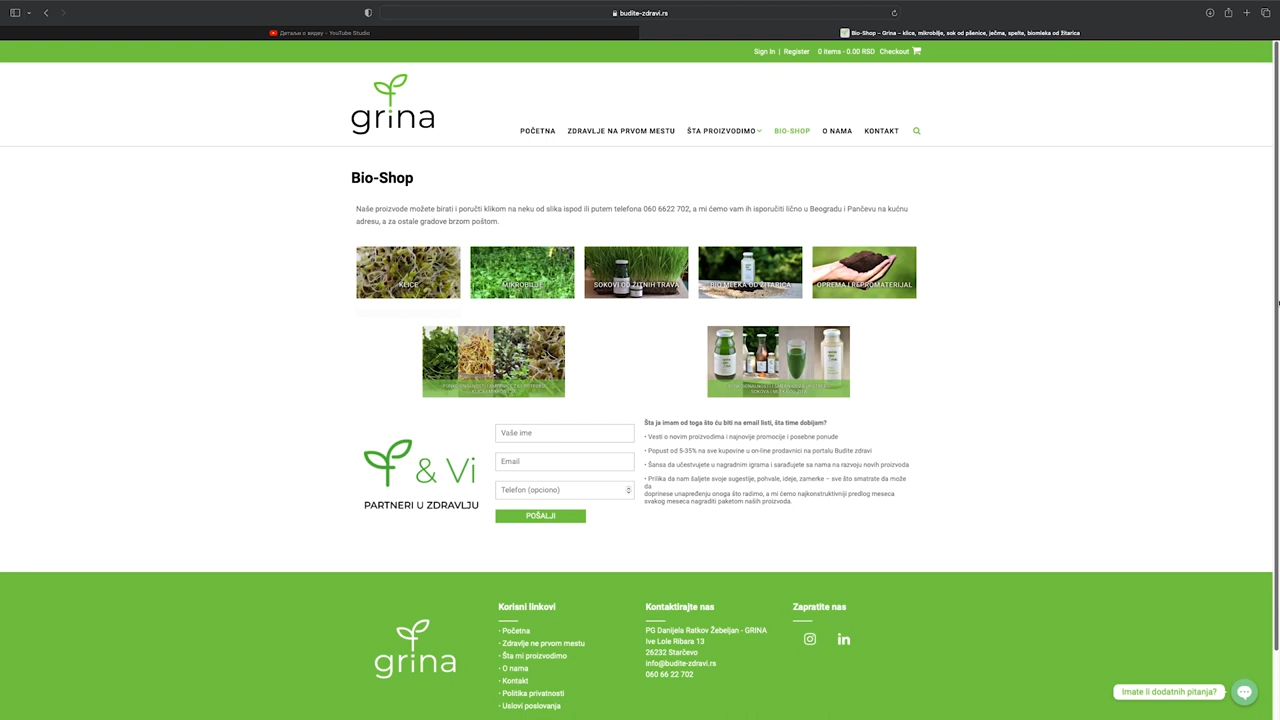 budite-zdravi.rs
Детаљи о видеу – YouTube Studio
Bio-Shop – Grina – klice, mikrobilje, sok od pšenice, ječma, spelte, biomleka od žitarica
Sign In | Register 0 items - 0.00 RSD Checkout
grina
POČETNA ZDRAVLJE NA PRVOM MESTU ŠTA PROIZVODIMO BIO-SHOP O NAMA KONTAKT
Bio-Shop
Naše proizvode možete birati i poručti klikom na neku od slika ispod ili putem telefona 060 6622 702, a mi ćemo vam ih isporučiti lično u Beogradu i Pančevu na kućnu
adresu, a za ostale gradove brzom poštom.
KLICE
MIKROBILJE
SOKOVI OD ŽITNIH TRAVA
BIO MLEKA OD ŽITARICA
OPREMA I REPROMATERIJAL
& Vi
PARTNERI U ZDRAVLJU
Vaše ime
Email
Telefon (opciono)
POŠALJI
Šta ja imam od toga što ću biti na email listi, šta time dobijam?
• Vesti o novim proizvodima i najnovije promocije i posebne ponude
• Popust od 5-35% na sve kupovine u on-line prodavnici na portalu Budite zdravi
• Šansa da učestvujete u nagradnim igrama i sarađujete sa nama na razvoju novih proizvoda
• Prilika da nam šaljete svoje sugestije, pohvale, ideje, zamerke – sve što smatrate da može
da
doprinese unapređenju onoga što radimo, a mi ćemo najkonstruktivniji predlog meseca
svakog meseca nagraditi paketom naših proizvoda.
grina
Korisni linkovi
• Početna
• Zdravlje ne prvom mestu
• Šta mi proizvodimo
• O nama
• Kontakt
• Politika privatnosti
• Uslovi poslovanja
Kontaktirajte nas
PG Danijela Ratkov Žebeljan - GRINA
Ive Lole Ribara 13
26232 Starčevo
info@budite-zdravi.rs
060 66 22 702
Zapratite nas
in
Imate li dodatnih pitanja?